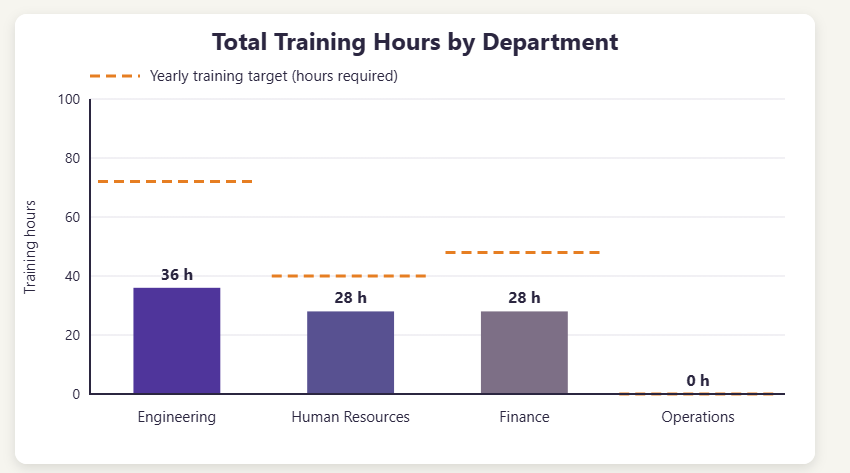 Total Training Hours by Department
Yearly training target (hours required)
100
80
60
40
20
0
Training hours
36 h
28 h
28 h
0 h
Engineering
Human Resources
Finance
Operations